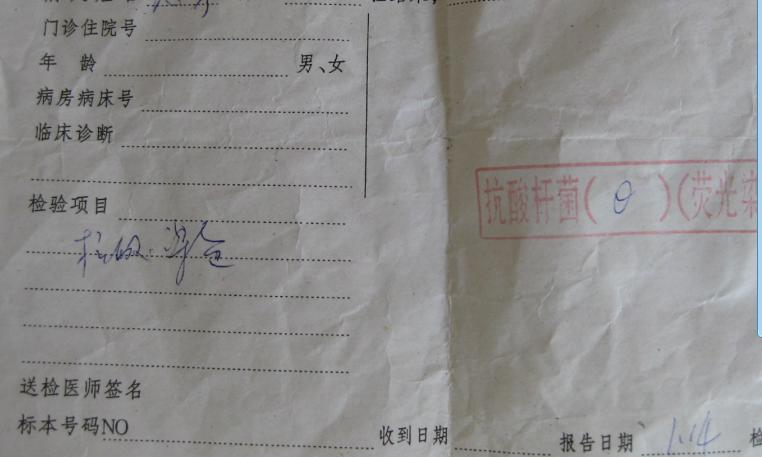 门诊住院号
年 龄 男、女
病房病床号
临床诊断
检验项目
抗酸杆菌( θ )(荧光染
送检医师签名
标本号码NO
收到日期
报告日期 1.14 检